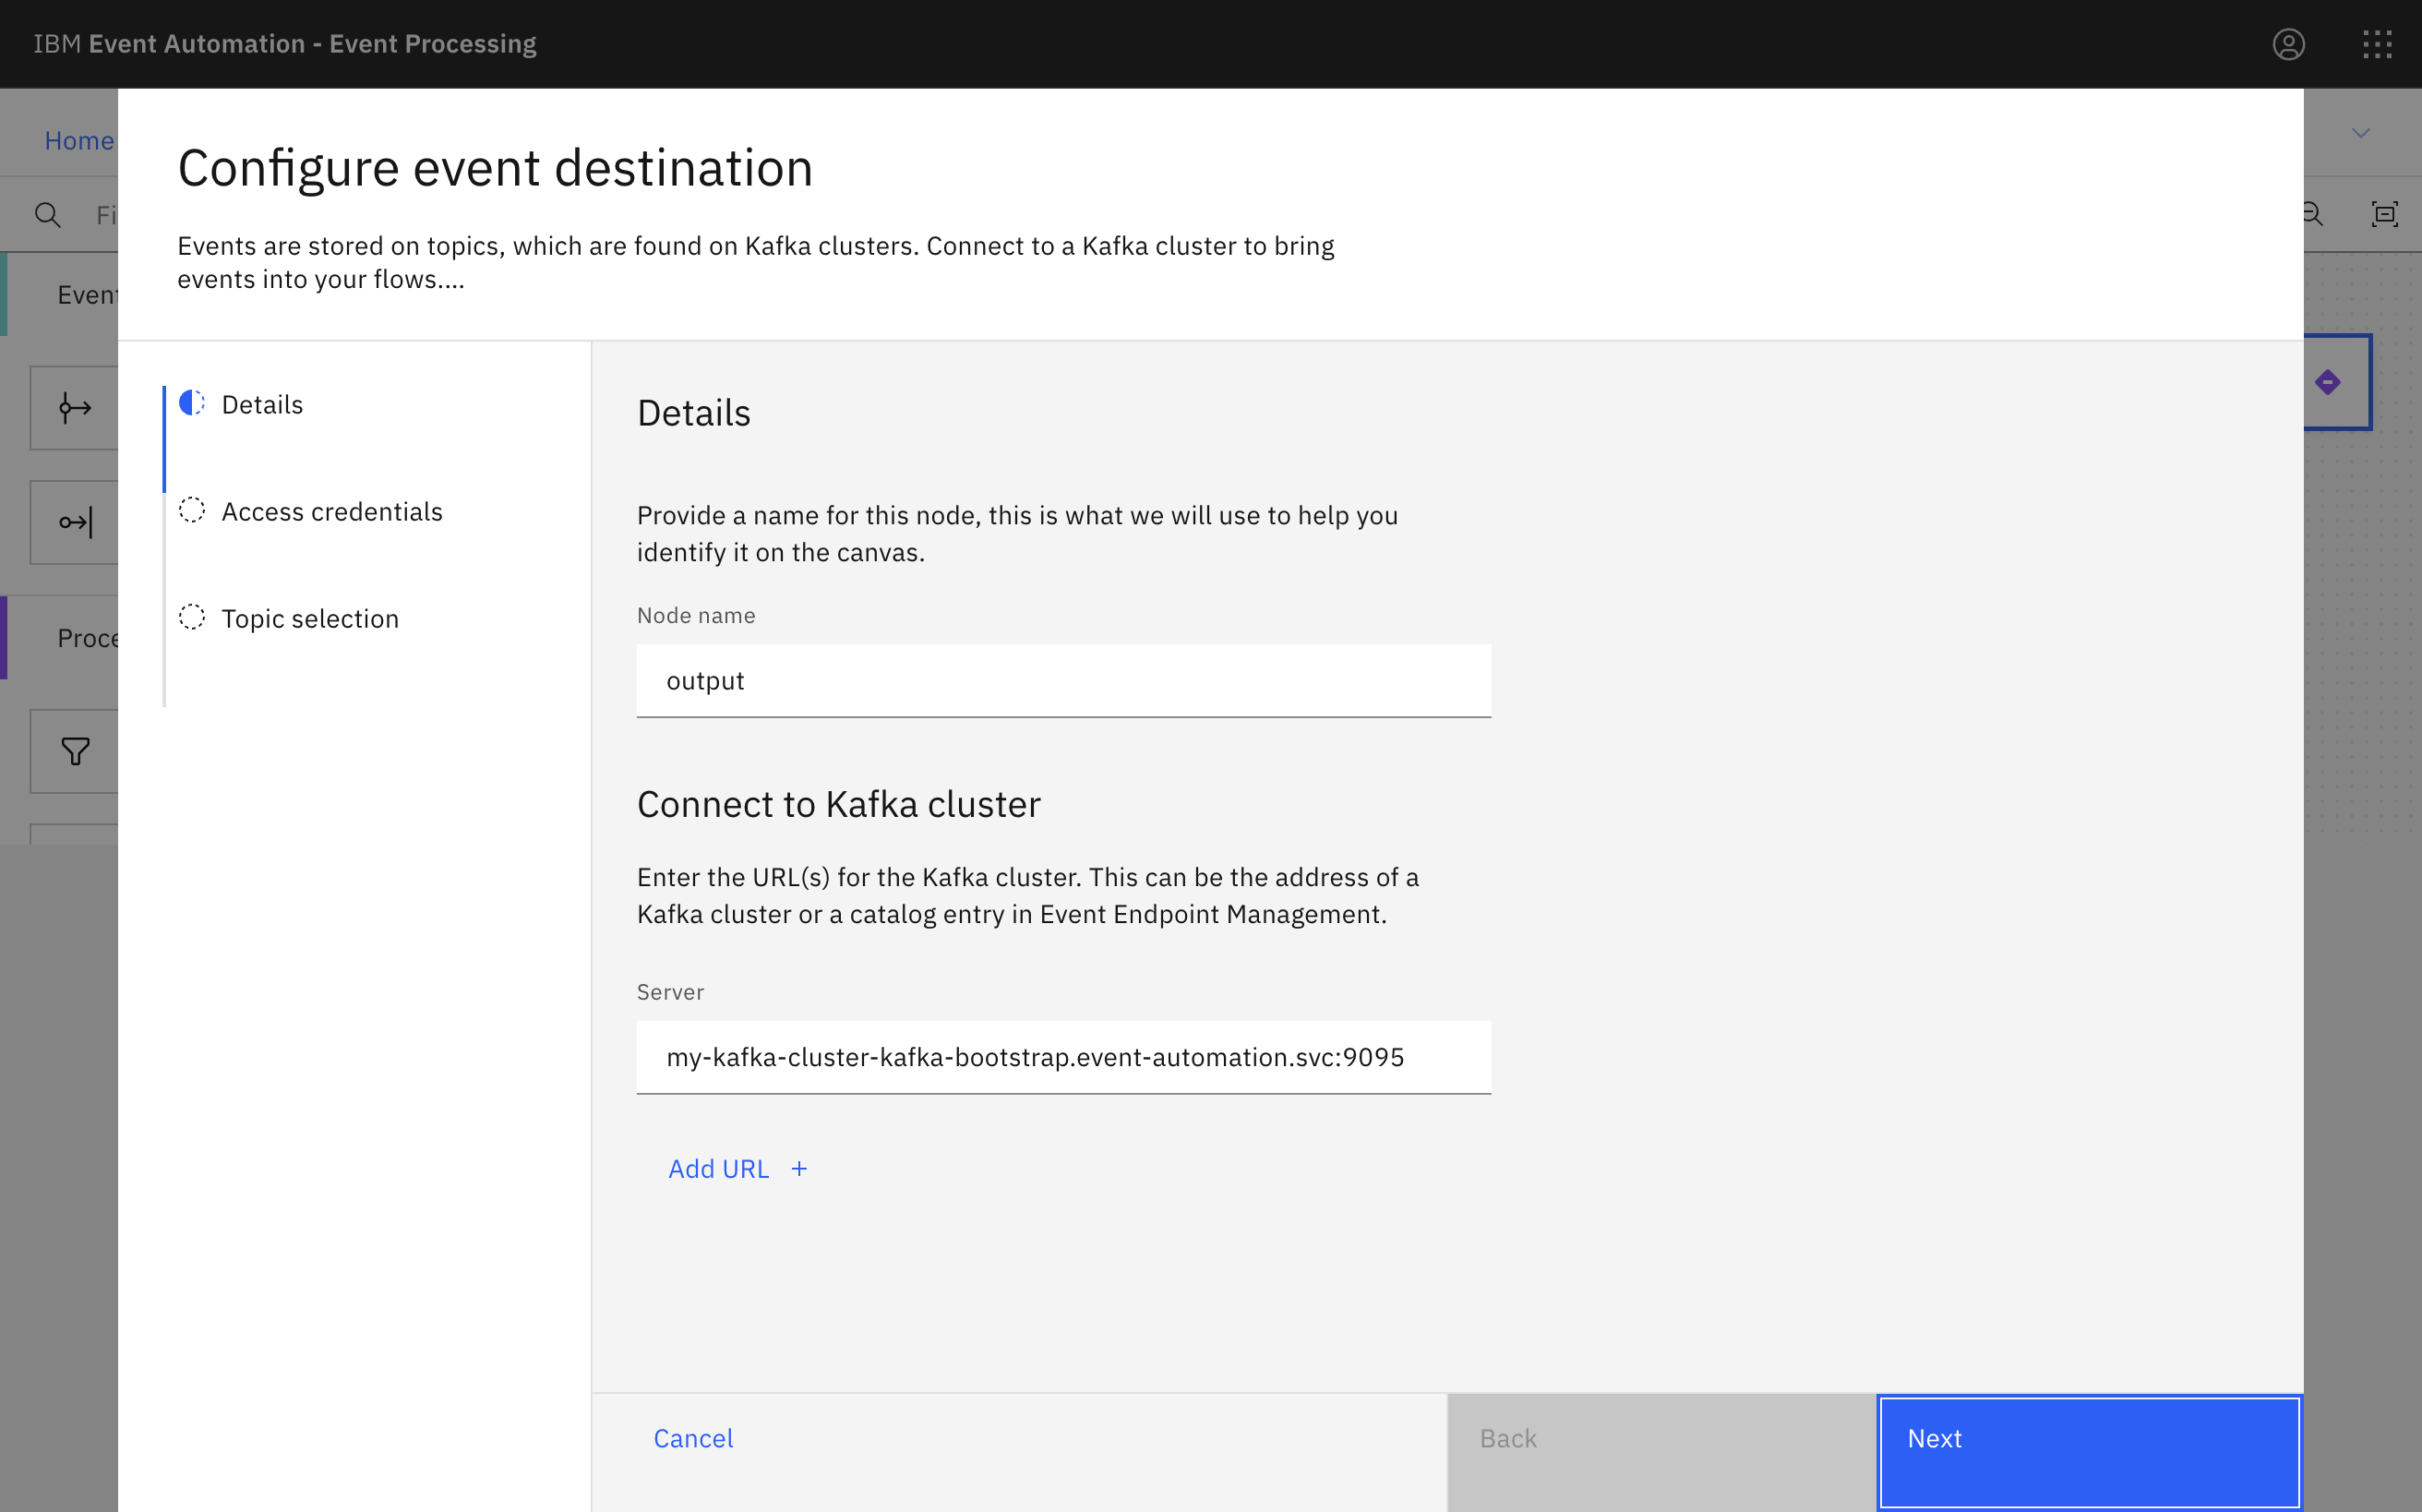 IBM Event Automation - Event Processing
Home
Configure event destination
Events are stored on topics, which are found on Kafka clusters. Connect to a Kafka cluster to bring
events into your flows....
Details
Access credentials
Topic selection
Details
Provide a name for this node, this is what we will use to help you
identify it on the canvas.
Node name
output
Connect to Kafka cluster
Enter the URL(s) for the Kafka cluster. This can be the address of a
Kafka cluster or a catalog entry in Event Endpoint Management.
Server
my-kafka-cluster-kafka-bootstrap.event-automation.svc:9095
Add URL +
Cancel
Back
Next